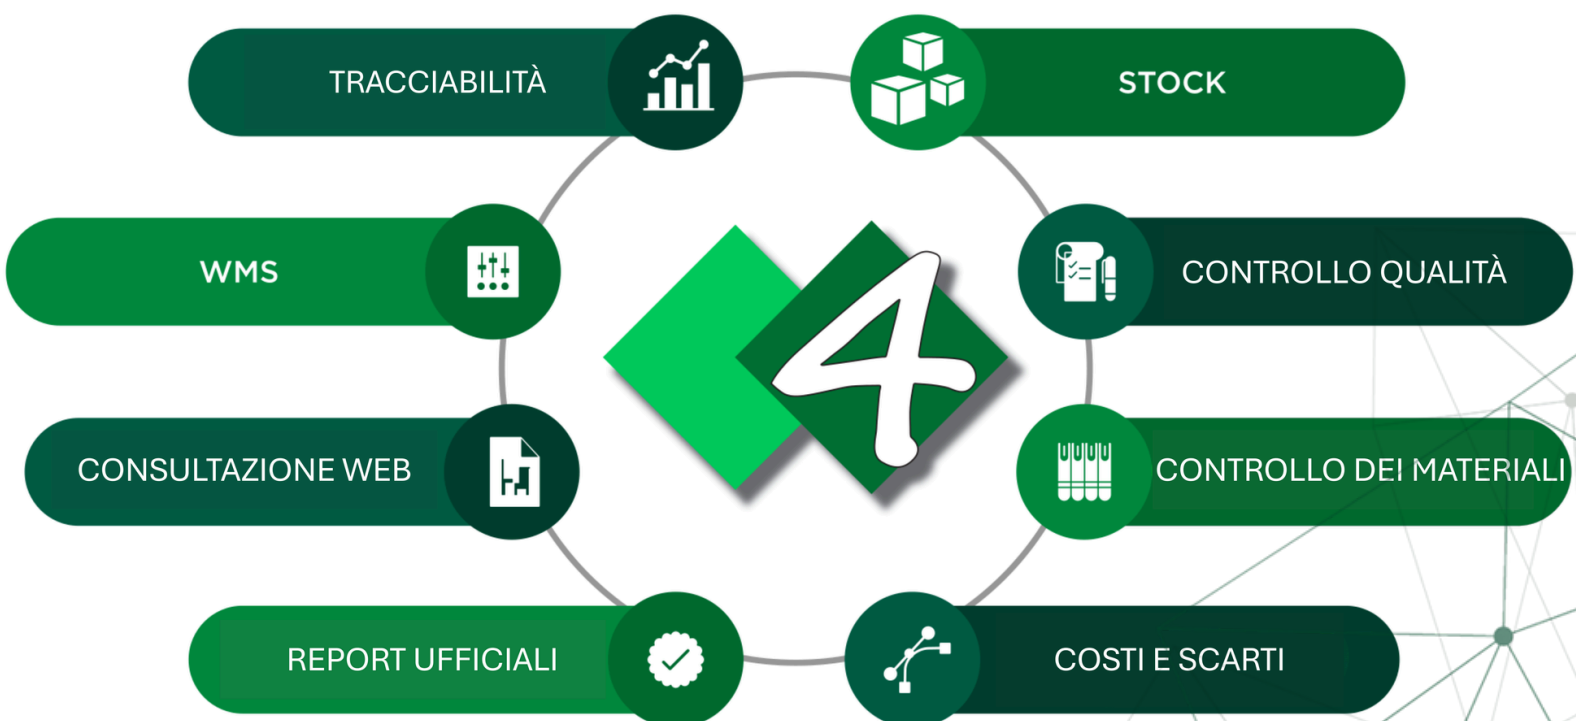 TRACCIABILITÀ
STOCK
WMS
CONTROLLO QUALITÀ
4
CONSULTAZIONE WEB
CONTROLLO DEI MATERIALI
REPORT UFFICIALI
COSTI E SCARTI